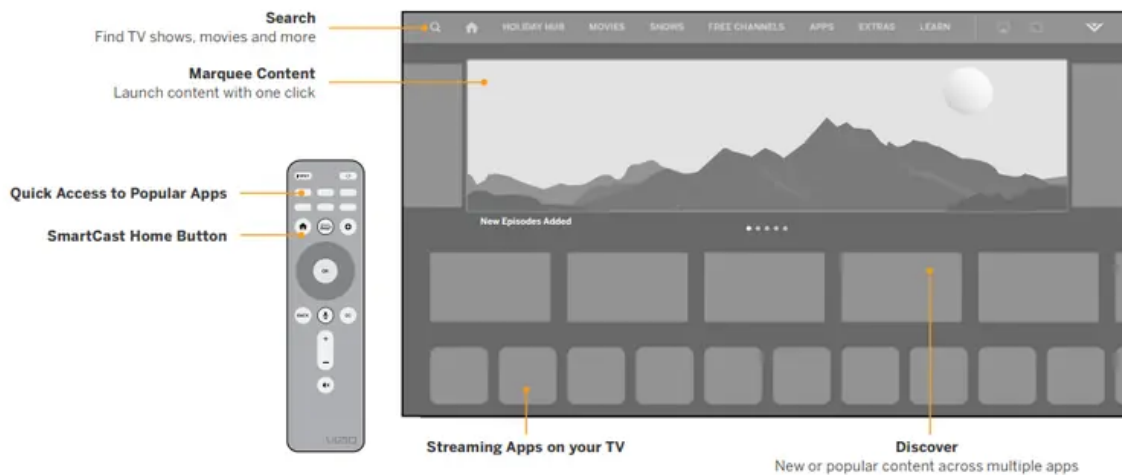 Search
Find TV shows, movies and more
HOLIDAY HUB MOVIES SHOWS FREE CHANNELS APPS EXTRAS LEARN
Marquee Content
Launch content with one click
New Episodes Added
Quick Access to Popular Apps
SmartCast Home Button
OK
BACK
VIZIO
Streaming Apps on your TV
Discover
New or popular content across multiple apps